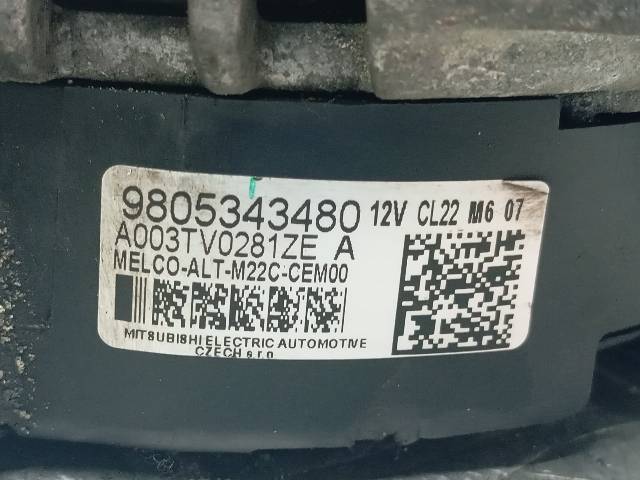 9805343480 12V CL22 M6 07
A003TV0281ZE A
MELCO-ALT-M22C-CEM00
MITSUBISHI ELECTRIC AUTOMOTIVE
CZECH s.r.o